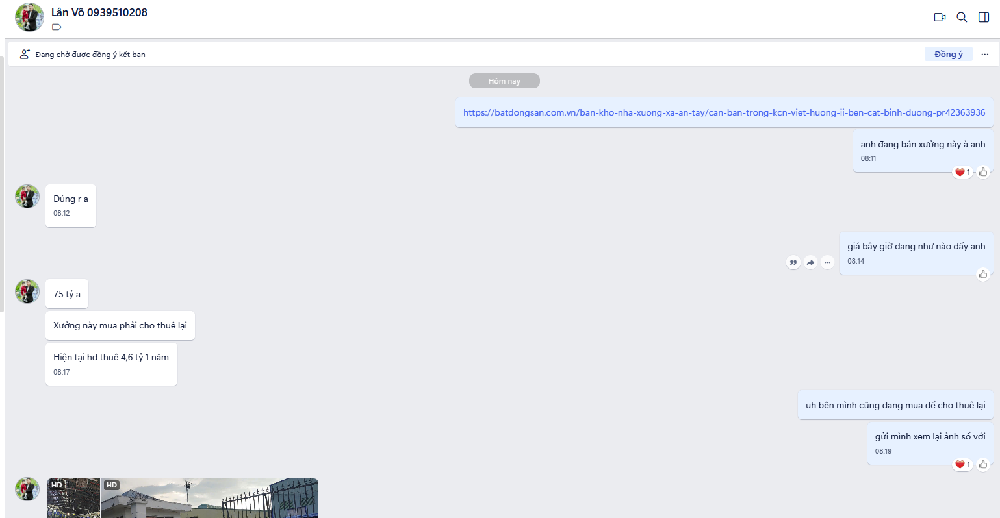 Lân Võ 0939510208
Đang chờ được đồng ý kết bạn
Đồng ý
Hôm nay
https://batdongsan.com.vn/ban-kho-nha-xuong-xa-an-tay/can-ban-trong-kcn-viet-huong-ii-ben-cat-binh-duong-pr42363936
anh đang bán xưởng này à anh
08:11
1
Đúng r a
08:12
giá bây giờ đang như nào đấy anh
08:14
75 tỷ a
Xưởng này mua phải cho thuê lại
Hiện tại hđ thuê 4,6 tỷ 1 năm
08:17
uh bên mình cũng đang mua để cho thuê lại
gửi mình xem lại ảnh sổ với
08:19
1
HD
HD